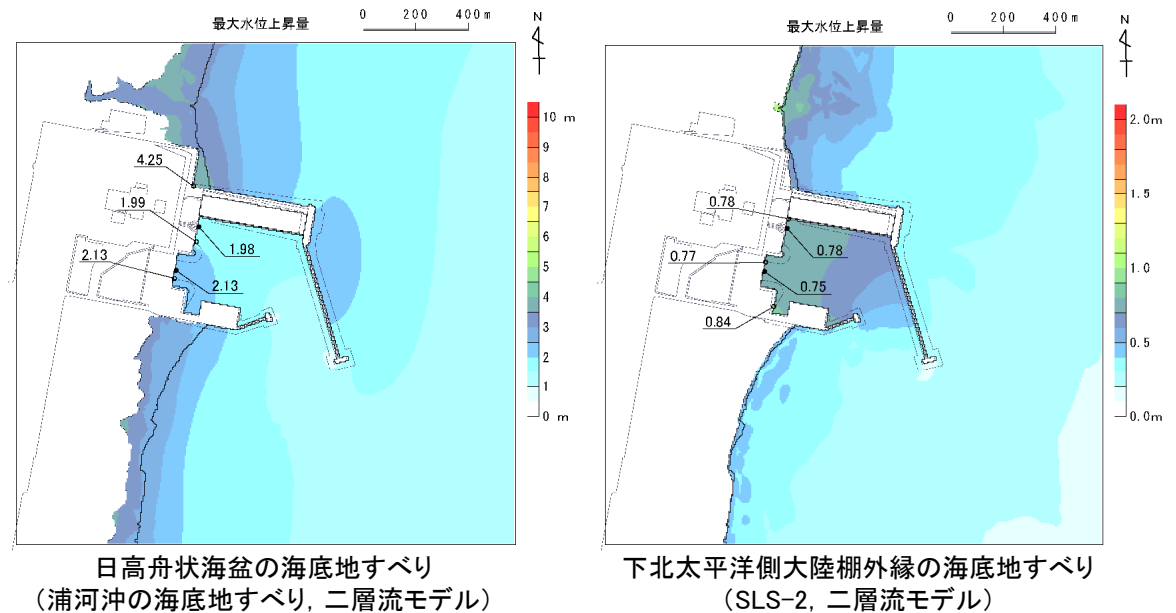 最大水位上昇量
0 200 400m
N
10 m
9
8
7
6
5
4
3
2
1
0 m
4.25
1.99
1.98
2.13
2.13
日高舟状海盆の海底地すべり
(浦河沖の海底地すべり, 二層流モデル)
最大水位上昇量
0 200 400m
N
2.0m
1.5
1.0
0.5
0.0m
0.78
0.78
0.77
0.75
0.84
下北太平洋側大陸棚外縁の海底地すべり
(SLS-2, 二層流モデル)